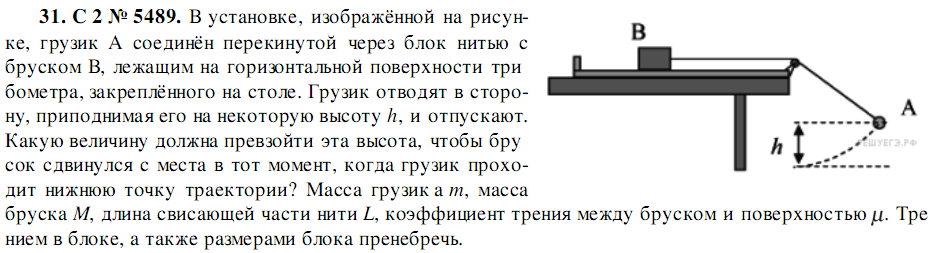 31. С 2 № 5489. В установке, изображённой на рисун-
ке, грузик А соединён перекинутой через блок нитью с
бруском В, лежащим на горизонтальной поверхности три
бометра, закреплённого на столе. Грузик отводят в сторо-
ну, приподнимая его на некоторую высоту h, и отпускают.
Какую величину должна превзойти эта высота, чтобы бру
сок сдвинулся с места в тот момент, когда грузик прохо-
дит нижнюю точку траектории? Масса грузик а m, масса
бруска M, длина свисающей части нити L, коэффициент трения между бруском и поверхностью μ. Тре
нием в блоке, а также размерами блока пренебречь.
В
А
h
РЕШУЕГЭ.РФ